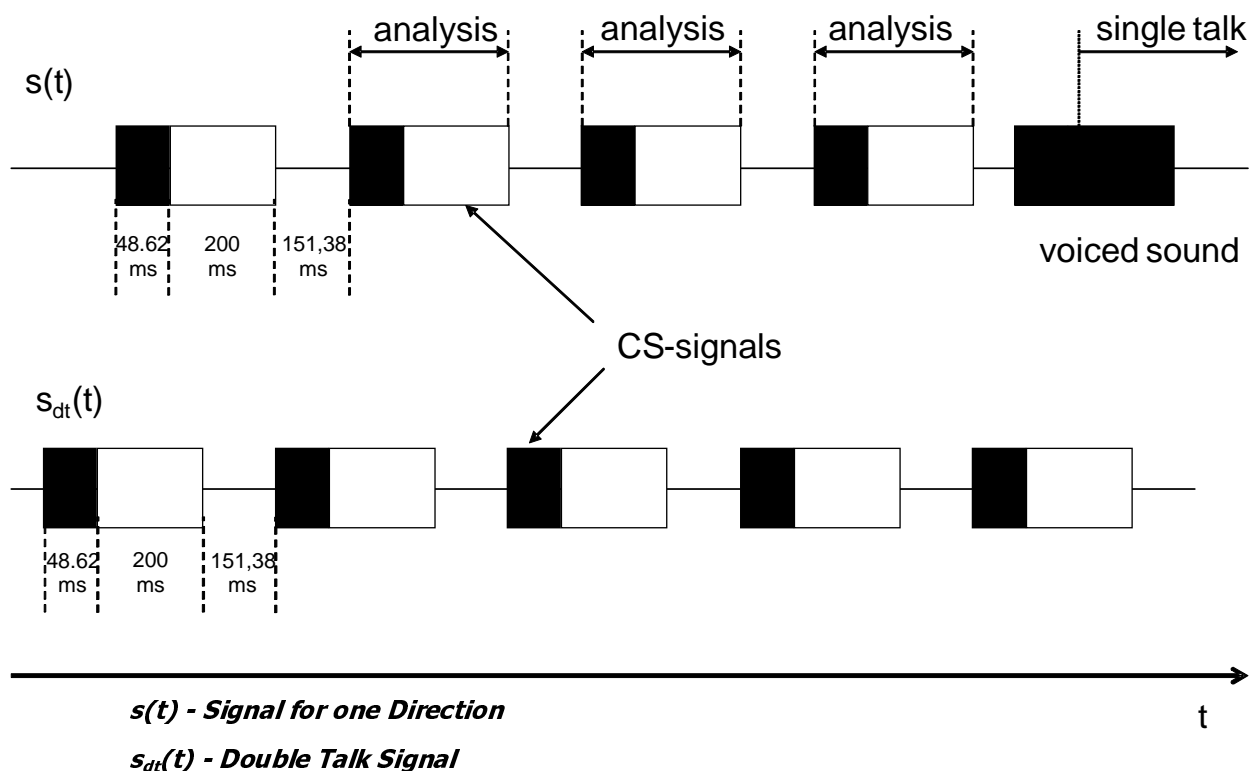 analysis analysis analysis single talk
s(t)
48.62 200 151,38
ms ms ms
voiced sound
CS-signals
sdt(t)
48.62 200 151,38
ms ms ms
t
s(t) - Signal for one Direction
sdt(t) - Double Talk Signal